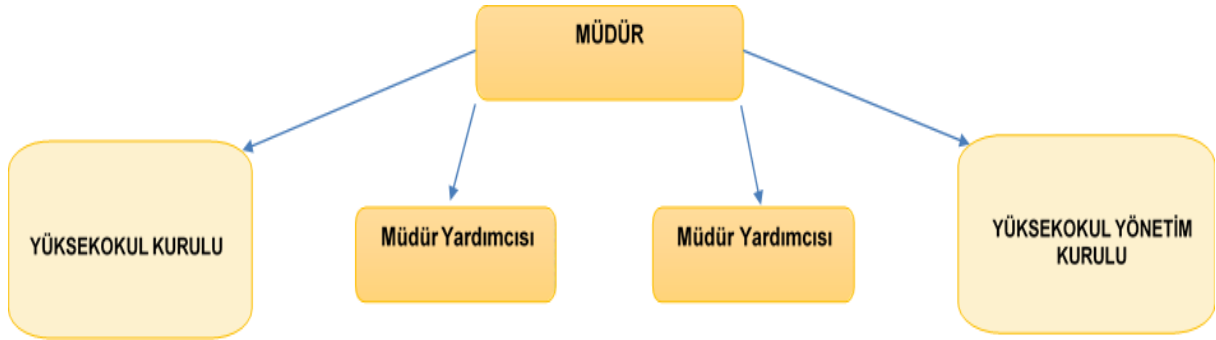 MÜDÜR
YÜKSEKOKUL KURULU
Müdür Yardımcısı
Müdür Yardımcısı
YÜKSEKOKUL YÖNETİM
KURULU